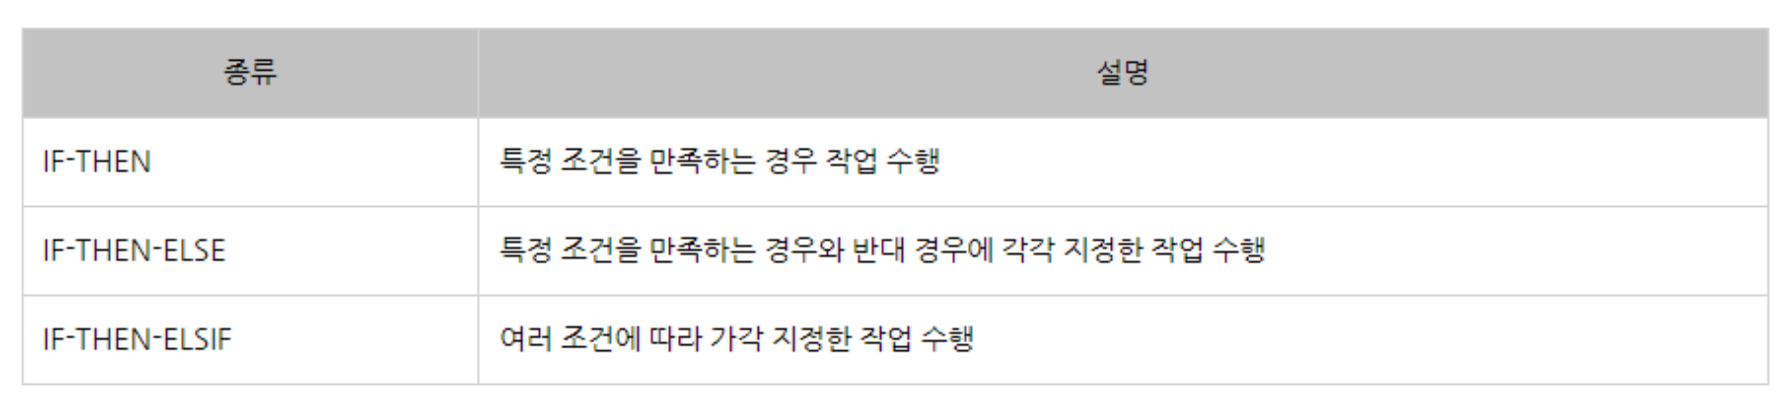 종류 설명
IF-THEN 특정 조건을 만족하는 경우 작업 수행
IF-THEN-ELSE 특정 조건을 만족하는 경우와 반대 경우에 각각 지정한 작업 수행
IF-THEN-ELSIF 여러 조건에 따라 가각 지정한 작업 수행